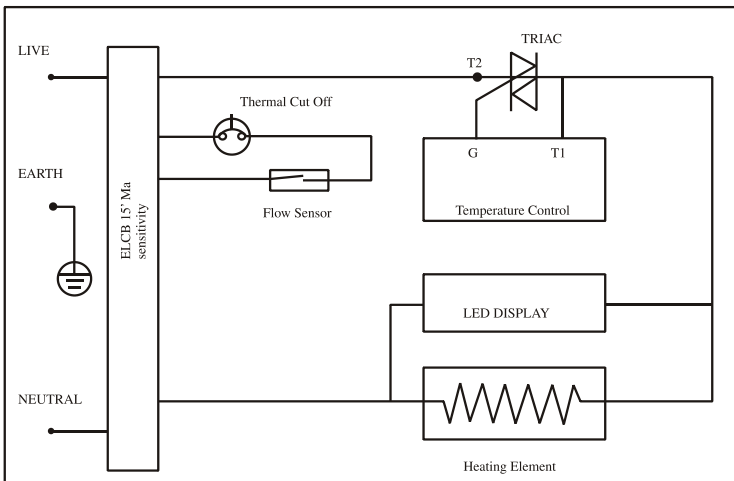 LIVE
TRIAC
T2
Thermal Cut Off
G
T1
EARTH
ELCB 15' Ma
sensitivity
Flow Sensor
Temperature Control
LED DISPLAY
NEUTRAL
Heating Element